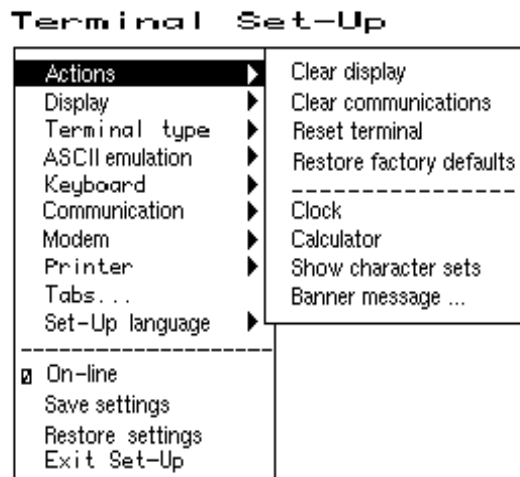 Terminal Set-Up
Actions
Display
Terminal type
ASCII emulation
Keyboard
Communication
Modem
Printer
Tabs...
Set-Up language
On-line
Save settings
Restore settings
Exit Set-Up
Clear display
Clear communications
Reset terminal
Restore factory defaults
Clock
Calculator
Show character sets
Banner message ...